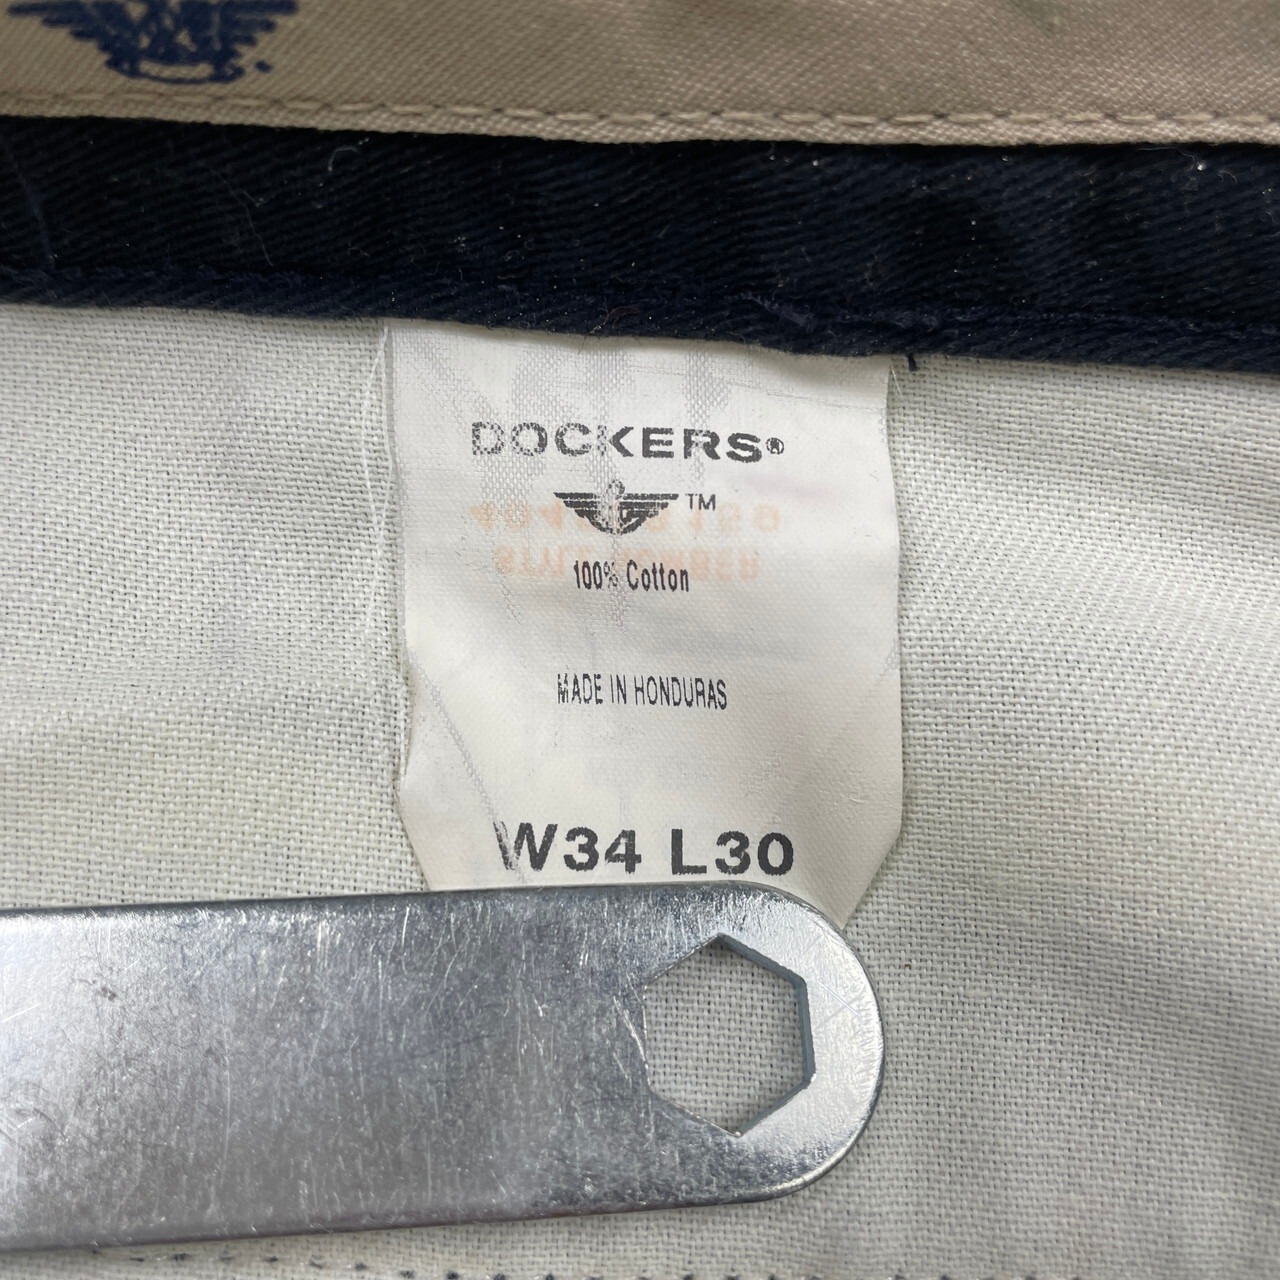 DOCKERS®
TM
100% Cotton
MADE IN HONDURAS
W34 L30